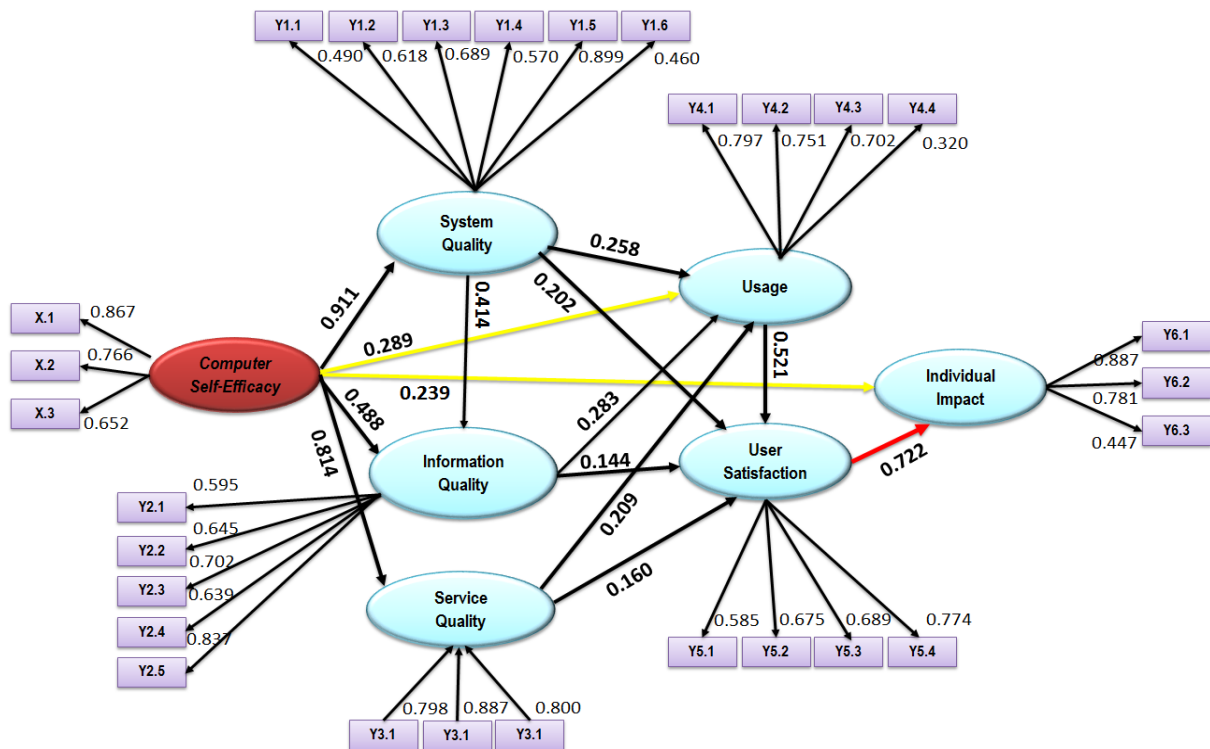 Y1.1 Y1.2 Y1.3 Y1.4 Y1.5 Y1.6
0.490 0.618 0.689 0.570 0.899 0.460
Y4.1 Y4.2 Y4.3 Y4.4
0.797 0.751 0.702 0.320
System
Quality
0.258
0.202
Usage
0.911
0.414
0.289
0.521
X.1
0.867
X.2
0.766
X.3
0.652
Computer
Self-Efficacy
0.239
Individual
Impact
Y6.1
0.887
Y6.2
0.781
Y6.3
0.447
0.488
0.814
0.283
Information
Quality
0.144
User
Satisfaction
0.722
0.209
0.160
0.595
Y2.1
0.645
Y2.2
0.702
Y2.3
0.639
Y2.4
0.837
Y2.5
Service
Quality
0.585 0.675 0.689 0.774
Y5.1 Y5.2 Y5.3 Y5.4
0.798 0.887 0.800
Y3.1 Y3.1 Y3.1